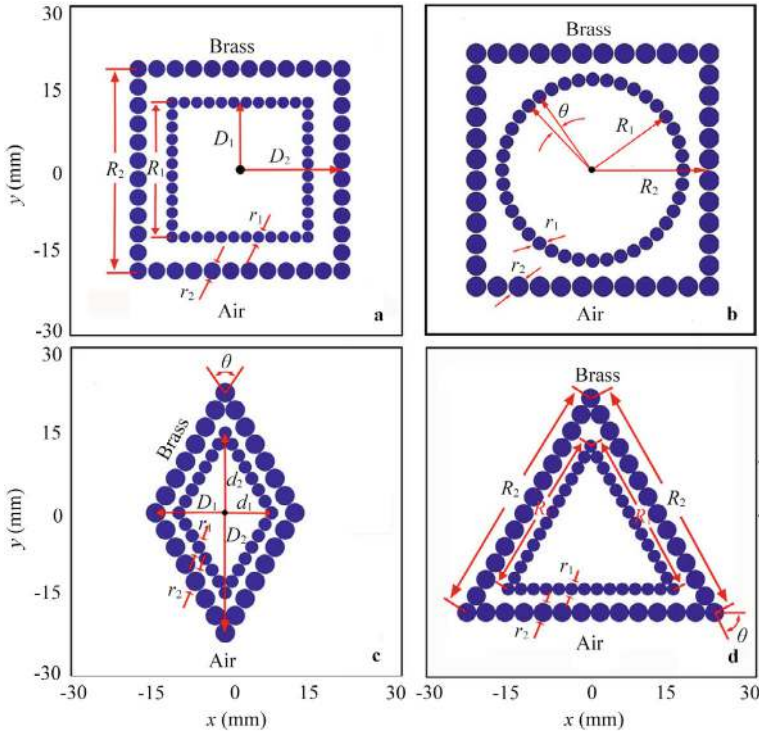 30
15
0
-15
-30
y (mm)
Brass
R₂
R₁
D₁
D₂
r₁
r₂
Air
a
Brass
θ
R₁
R₂
r₁
r₂
Air
b
30
15
0
-15
-30
y (mm)
θ
Brass
D₁
d₂
d₁
r₁
D₂
r₂
Air
c
Brass
R₂
R₂
r₁
r₂
θ
Air
d
-30
-15
0
15
30
-30
-15
0
15
30
x (mm)
x (mm)